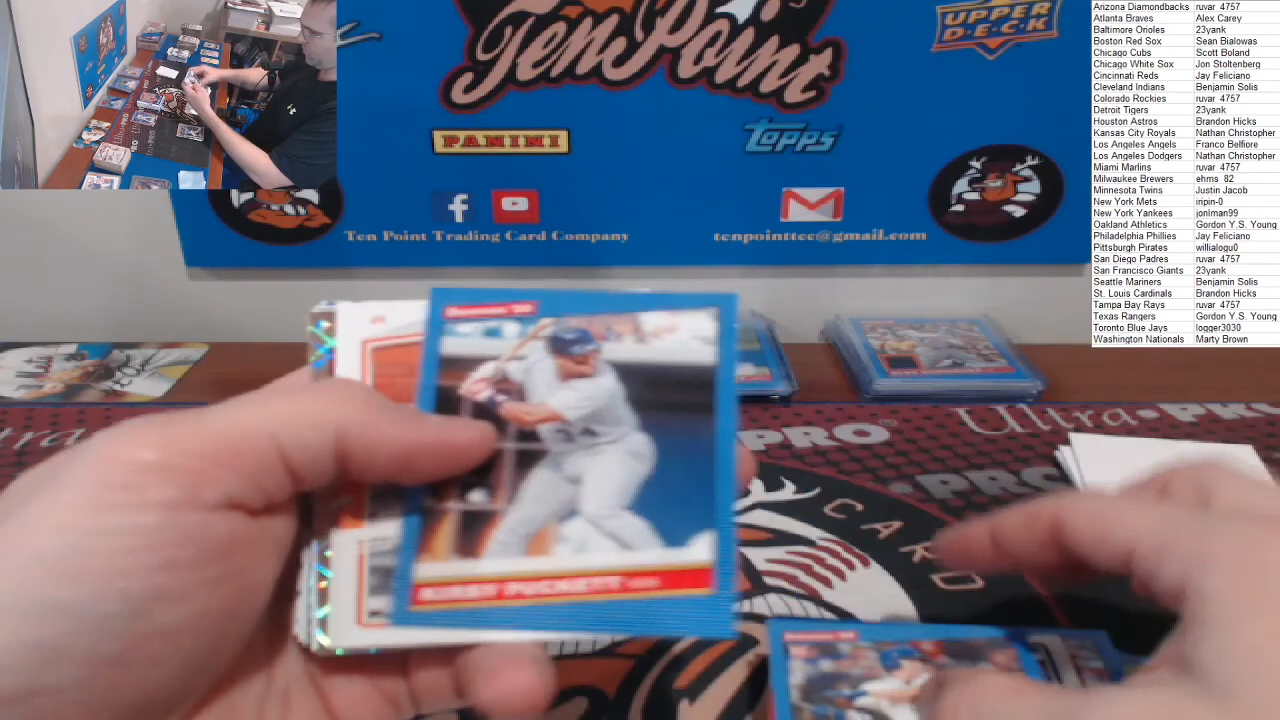 TenPoint
UPPER
D·E·C·K
PANINI
topps
Ten Point Trading Card Company
tenpointtcc@gmail.com
Arizona Diamondbacks ruvar 4757
Atlanta Braves Alex Carey
Baltimore Orioles 23yank
Boston Red Sox Sean Bialowas
Chicago Cubs Scott Boland
Chicago White Sox Jon Stoltenberg
Cincinnati Reds Jay Feliciano
Cleveland Indians Benjamin Solis
Colorado Rockies ruvar 4757
Detroit Tigers 23yank
Houston Astros Brandon Hicks
Kansas City Royals Nathan Christopher
Los Angeles Angels Franco Belfiore
Los Angeles Dodgers Nathan Christopher
Miami Marlins ruvar 4757
Milwaukee Brewers ehms 82
Minnesota Twins Justin Jacob
New York Mets iripin-0
New York Yankees jonlman99
Oakland Athletics Gordon Y.S. Young
Philadelphia Phillies Jay Feliciano
Pittsburgh Pirates willialogu0
San Diego Padres ruvar 4757
San Francisco Giants 23yank
Seattle Mariners Benjamin Solis
St. Louis Cardinals Brandon Hicks
Tampa Bay Rays ruvar 4757
Texas Rangers Gordon Y.S. Young
Toronto Blue Jays logger3030
Washington Nationals Marty Brown
KIRBY PUCKETT
Ultra·PRO
PRO
PRO
CARD